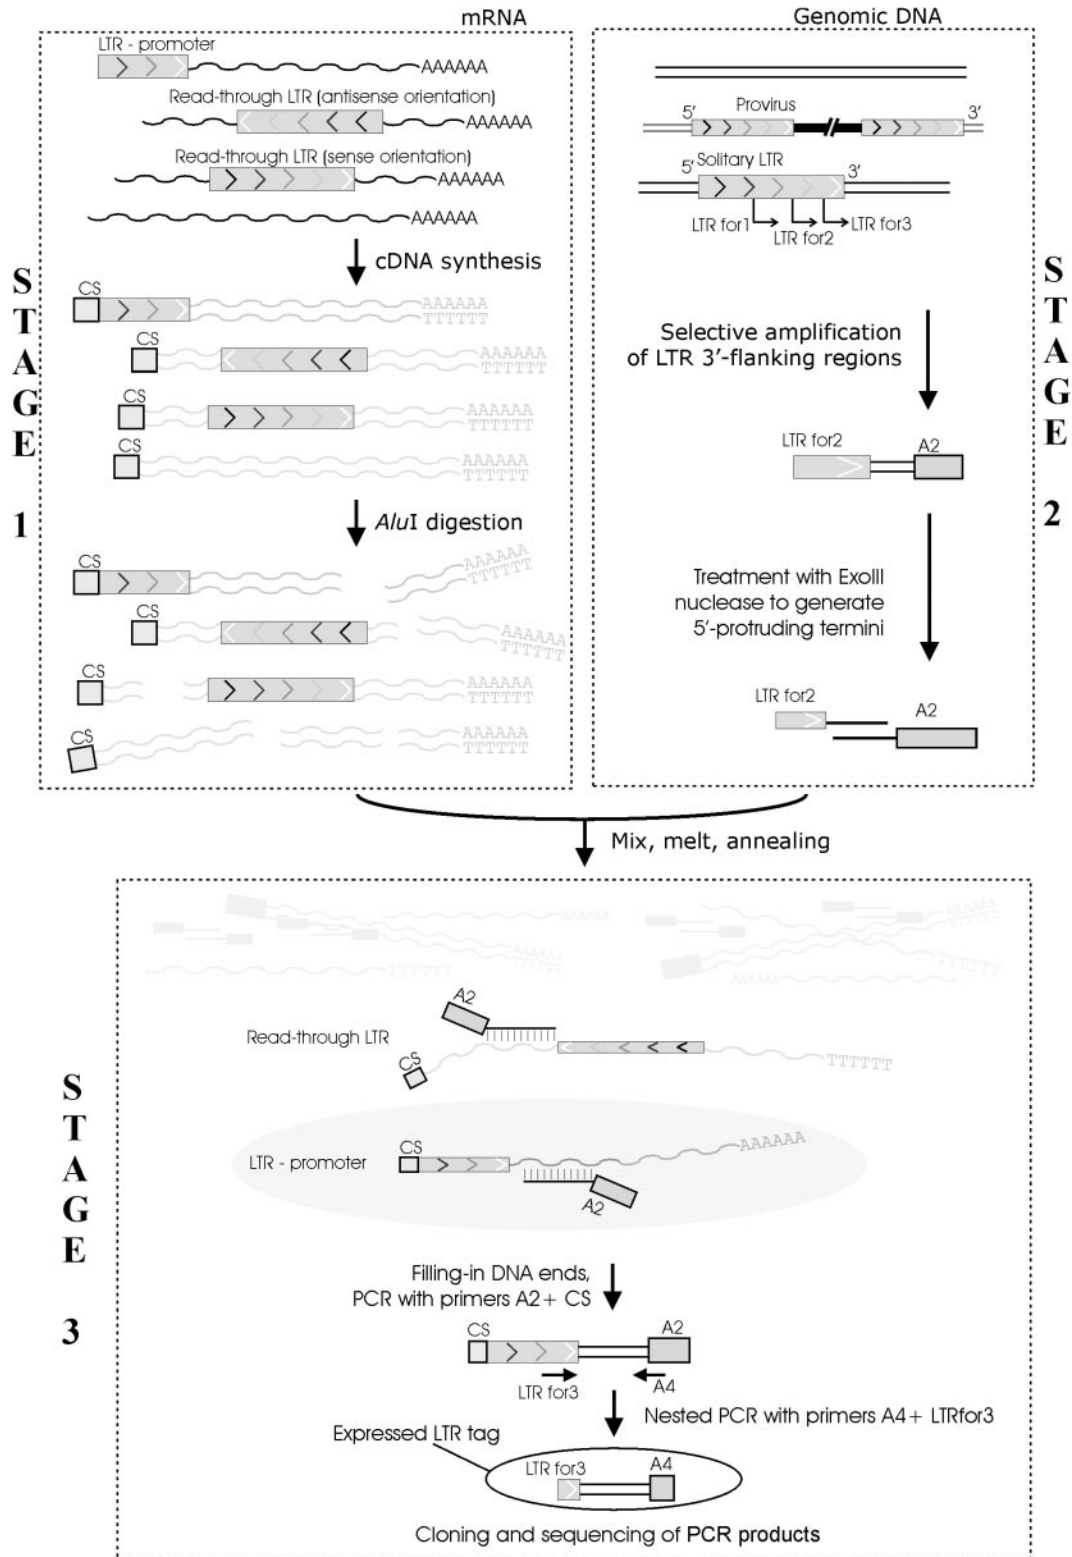 mRNA
LTR - promoter
AAAAAA
Read-through LTR (antisense orientation)
AAAAAA
Read-through LTR (sense orientation)
AAAAAA
AAAAAA
cDNA synthesis
CS
AAAAAA
TTTTTT
CS
AAAAAA
TTTTTT
CS
AAAAAA
TTTTTT
CS
AAAAAA
TTTTTT
AluI digestion
CS
AAAAAA
TTTTTT
CS
AAAAAA
TTTTTT
CS
AAAAAA
TTTTTT
CS
AAAAAA
TTTTTT
STAGE
1
Genomic DNA
5′ Provirus 3′
5′ Solitary LTR 3′
LTR for1 LTR for2 LTR for3
Selective amplification
of LTR 3′-flanking regions
LTR for2 A2
Treatment with ExoIII
nuclease to generate
5′-protruding termini
LTR for2 A2
STAGE
2
Mix, melt, annealing
A2
Read-through LTR
CS
TTTTTT
CS
AAAAAA
LTR - promoter
A2
Filling-in DNA ends,
PCR with primers A2+ CS
CS A2
LTR for3 A4
Nested PCR with primers A4+ LTRfor3
Expressed LTR tag
LTR for3 A4
Cloning and sequencing of PCR products
STAGE
3